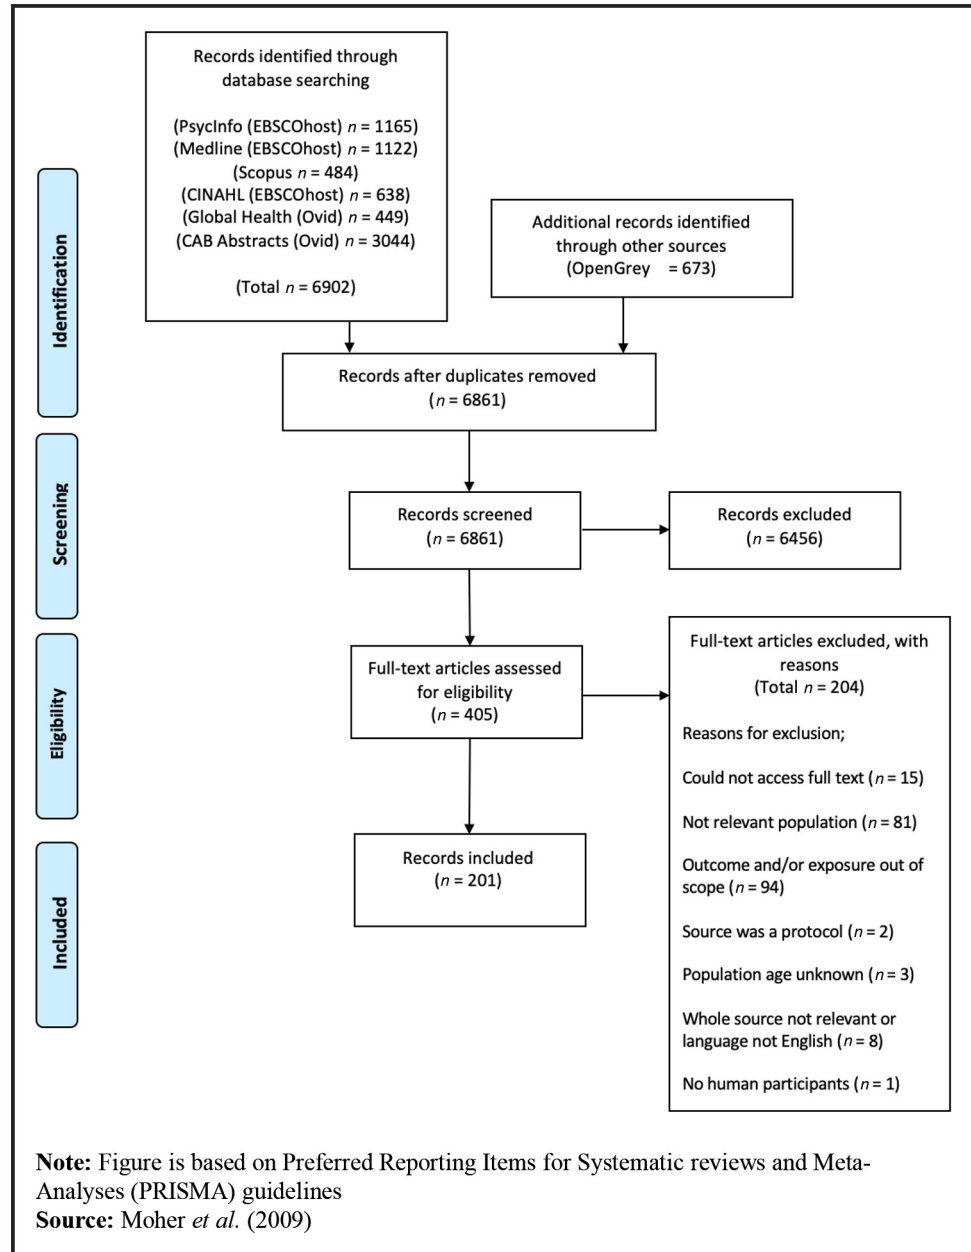 Records identified through
database searching
(PsycInfo (EBSCOhost) n = 1165)
(Medline (EBSCOhost) n = 1122)
(Scopus n = 484)
(CINAHL (EBSCOhost) n = 638)
(Global Health (Ovid) n = 449)
(CAB Abstracts (Ovid) n = 3044)
(Total n = 6902)
Additional records identified
through other sources
(OpenGrey = 673)
Identification
Records after duplicates removed
(n = 6861)
Screening
Records screened
(n = 6861)
Records excluded
(n = 6456)
Eligibility
Full-text articles assessed
for eligibility
(n = 405)
Full-text articles excluded, with
reasons
(Total n = 204)
Reasons for exclusion;
Could not access full text (n = 15)
Not relevant population (n = 81)
Outcome and/or exposure out of
scope (n = 94)
Source was a protocol (n = 2)
Population age unknown (n = 3)
Whole source not relevant or
language not English (n = 8)
No human participants (n = 1)
Included
Records included
(n = 201)
Note: Figure is based on Preferred Reporting Items for Systematic reviews and Meta-
Analyses (PRISMA) guidelines
Source: Moher et al. (2009)